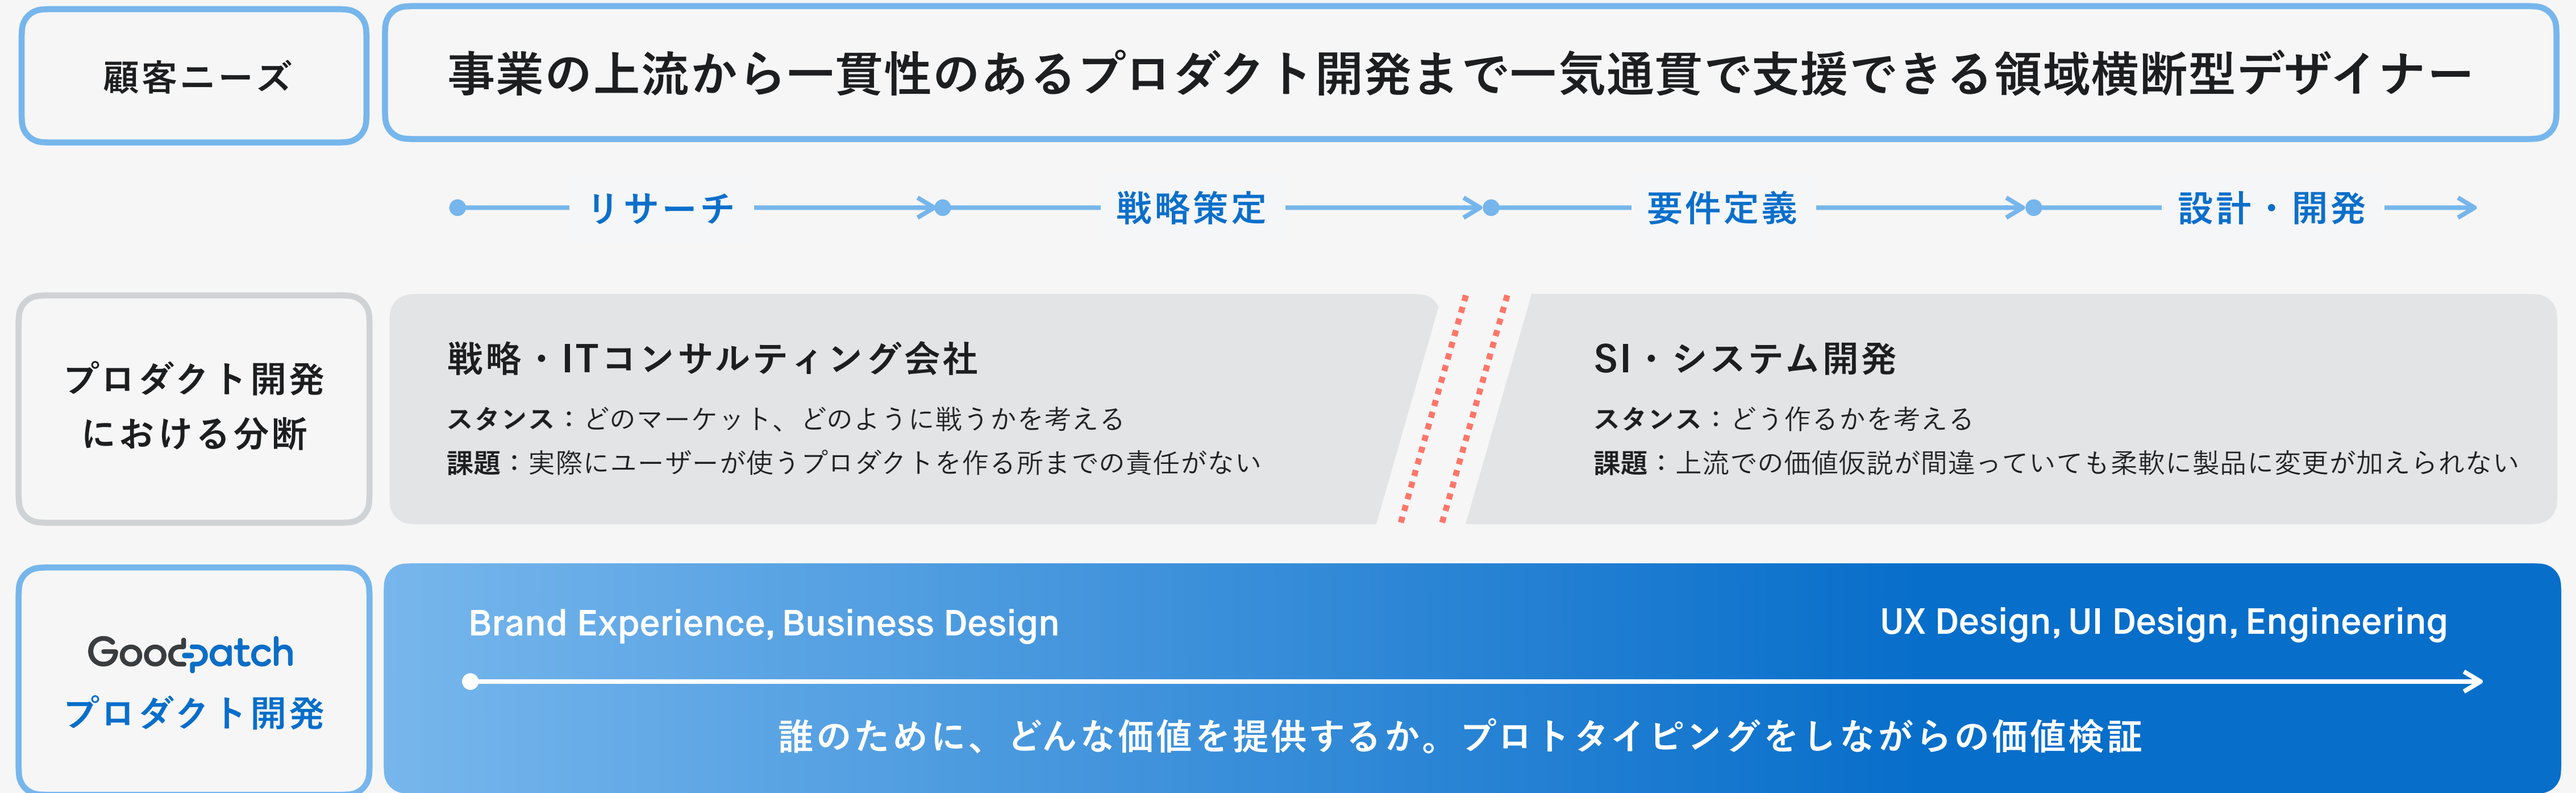 顧客ニーズ
事業の上流から一貫性のあるプロダクト開発まで一気通貫で支援できる領域横断型デザイナー
リサーチ
戦略策定
要件定義
設計・開発
プロダクト開発
における分断
戦略・ITコンサルティング会社
スタンス：どのマーケット、どのように戦うかを考える
課題：実際にユーザーが使うプロダクトを作る所までの責任がない
SI・システム開発
スタンス：どう作るかを考える
課題：上流での価値仮説が間違っていても柔軟に製品に変更が加えられない
Goodpatch
プロダクト開発
Brand Experience, Business Design
UX Design, UI Design, Engineering
誰のために、どんな価値を提供するか。プロトタイピングをしながらの価値検証